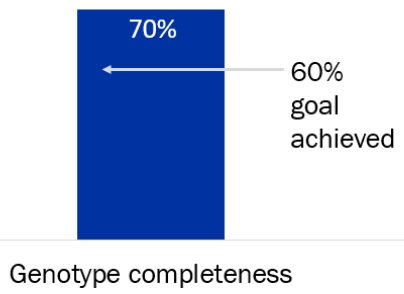 70%
60%
goal
achieved
Genotype completeness